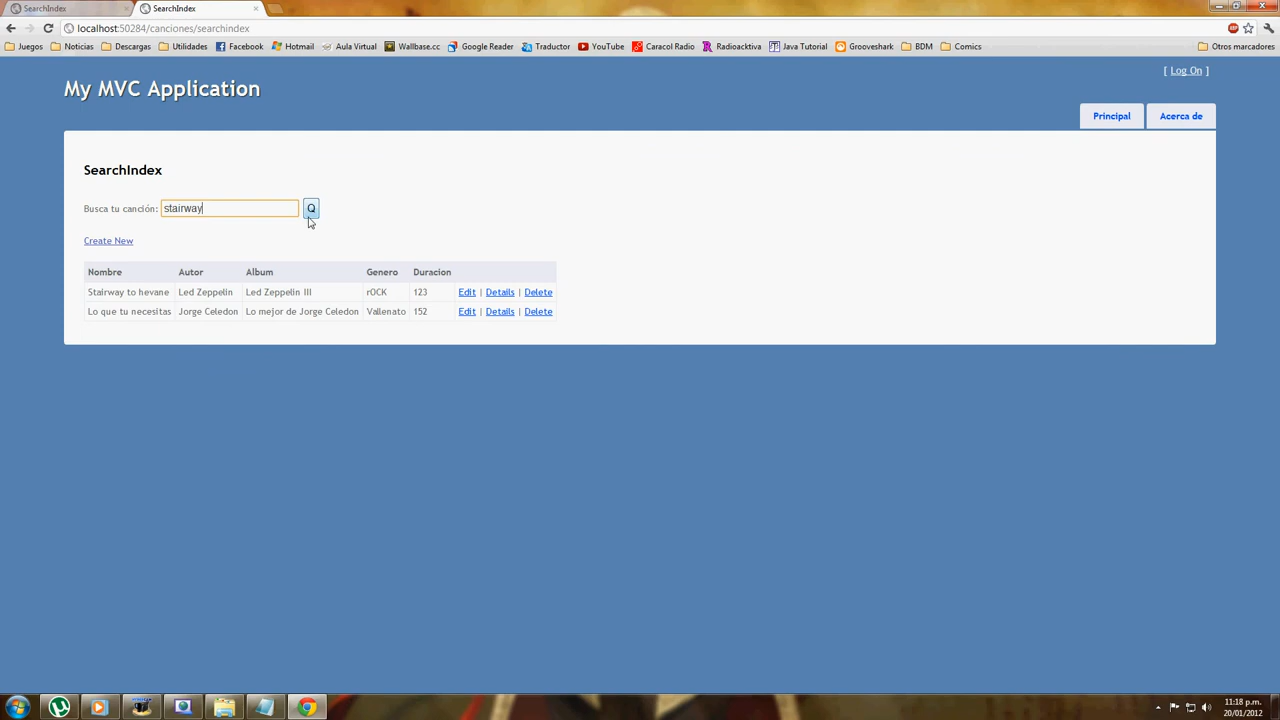 SearchIndex
SearchIndex
localhost:50284/canciones/searchindex
Juegos
Noticias
Descargas
Utilidades
Facebook
Hotmail
Aula Virtual
Wallbase.cc
Google Reader
Traductor
YouTube
Caracol Radio
Radioacktiva
Java Tutorial
Grooveshark
BDM
Comics
Otros marcadores
[ Log On ]
My MVC Application
Principal
Acerca de
SearchIndex
Busca tu canción: stairway Q
Create New
Nombre Autor Album Genero Duracion
Stairway to hevane Led Zeppelin Led Zeppelin III rOCK 123 Edit | Details | Delete
Lo que tu necesitas Jorge Celedon Lo mejor de Jorge Celedon Vallenato 152 Edit | Details | Delete
11:18 p.m.
20/01/2012